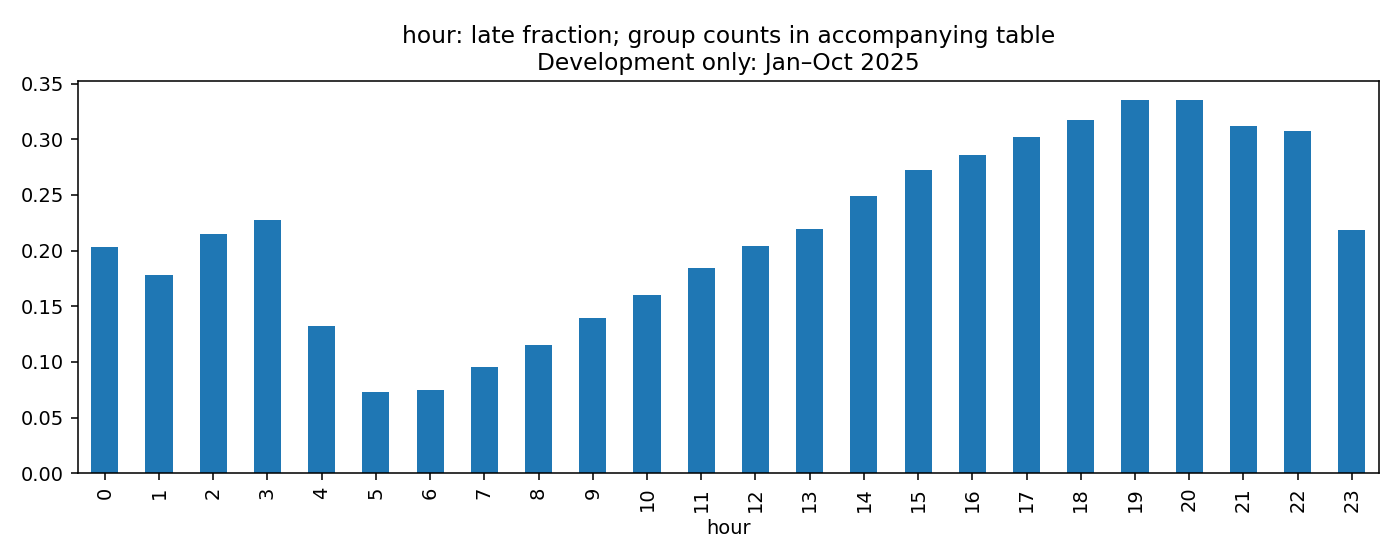 hour: late fraction; group counts in accompanying table
Development only: Jan–Oct 2025
0.35
0.30
0.25
0.20
0.15
0.10
0.05
0.00
0 1 2 3 4 5 6 7 8 9 10 11 12 13 14 15 16 17 18 19 20 21 22 23
hour